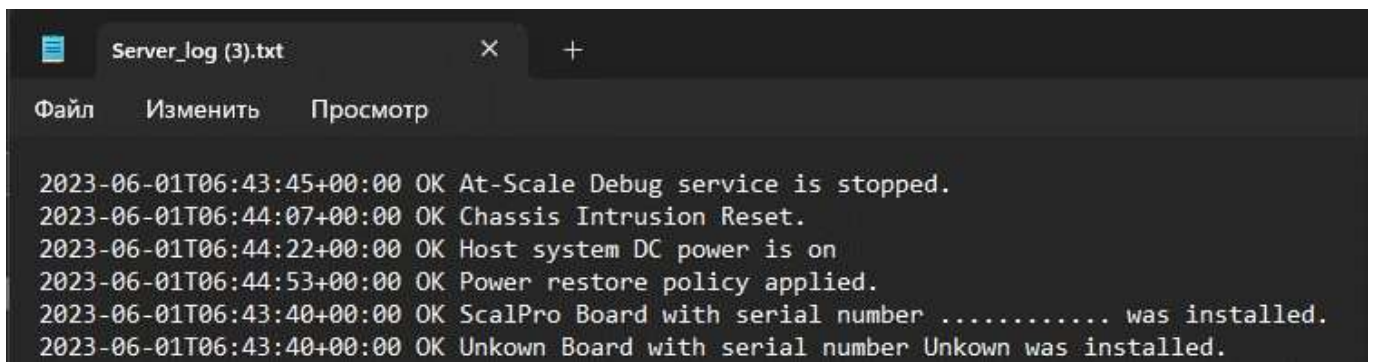 Server_log (3).txt × +
Файл Изменить Просмотр
2023-06-01T06:43:45+00:00 OK At-Scale Debug service is stopped.
2023-06-01T06:44:07+00:00 OK Chassis Intrusion Reset.
2023-06-01T06:44:22+00:00 OK Host system DC power is on
2023-06-01T06:44:53+00:00 OK Power restore policy applied.
2023-06-01T06:43:40+00:00 OK ScalPro Board with serial number ............ was installed.
2023-06-01T06:43:40+00:00 OK Unkown Board with serial number Unkown was installed.